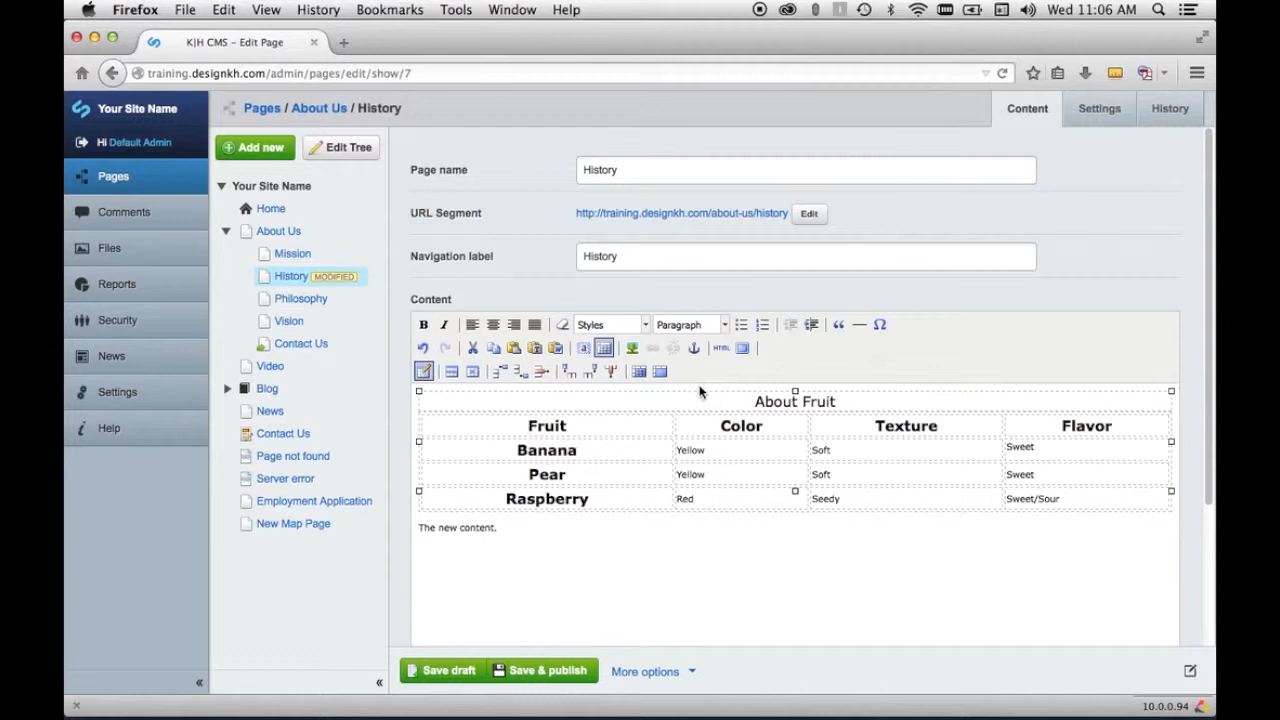 Firefox File Edit View History Bookmarks Tools Window Help Wed 11:06 AM
K|H CMS - Edit Page
training.designkh.com/admin/pages/edit/show/7
Your Site Name
Pages / About Us / History
Content Settings History
Hi Default Admin
Add new Edit Tree
Pages
Comments
Files
Reports
Security
News
Settings
Help
Your Site Name
Home
About Us
Mission
History MODIFIED
Philosophy
Vision
Contact Us
Video
Blog
News
Contact Us
Page not found
Server error
Employment Application
New Map Page
Page name History
URL Segment http://training.designkh.com/about-us/history Edit
Navigation label History
Content
B I Styles Paragraph “ — Ω
HTML
About Fruit
Fruit Color Texture Flavor
Banana Yellow Soft Sweet
Pear Yellow Soft Sweet
Raspberry Red Seedy Sweet/Sour
The new content.
« «
Save draft Save & publish More options
10.0.0.94